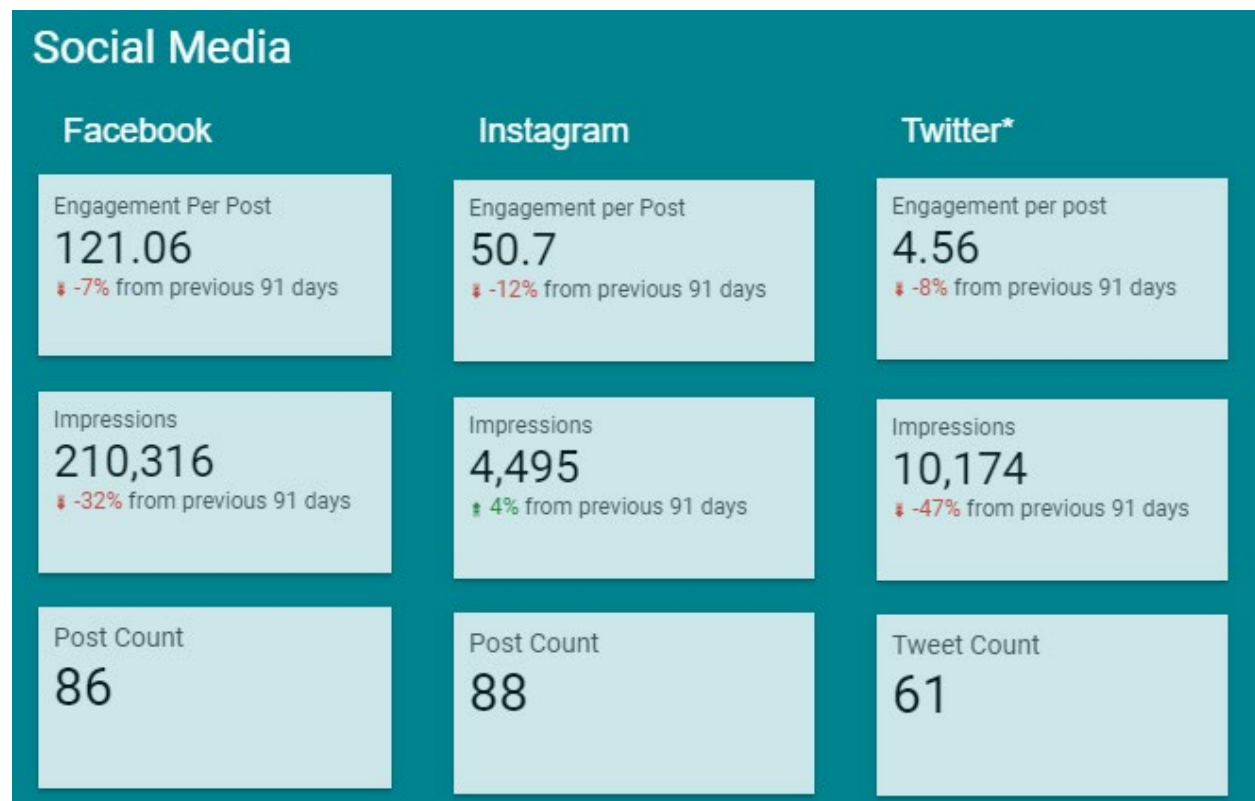 Social Media
Facebook
Instagram
Twitter*
Engagement Per Post
121.06
-7% from previous 91 days
Engagement per Post
50.7
-12% from previous 91 days
Engagement per post
4.56
-8% from previous 91 days
Impressions
210,316
-32% from previous 91 days
Impressions
4,495
4% from previous 91 days
Impressions
10,174
-47% from previous 91 days
Post Count
86
Post Count
88
Tweet Count
61